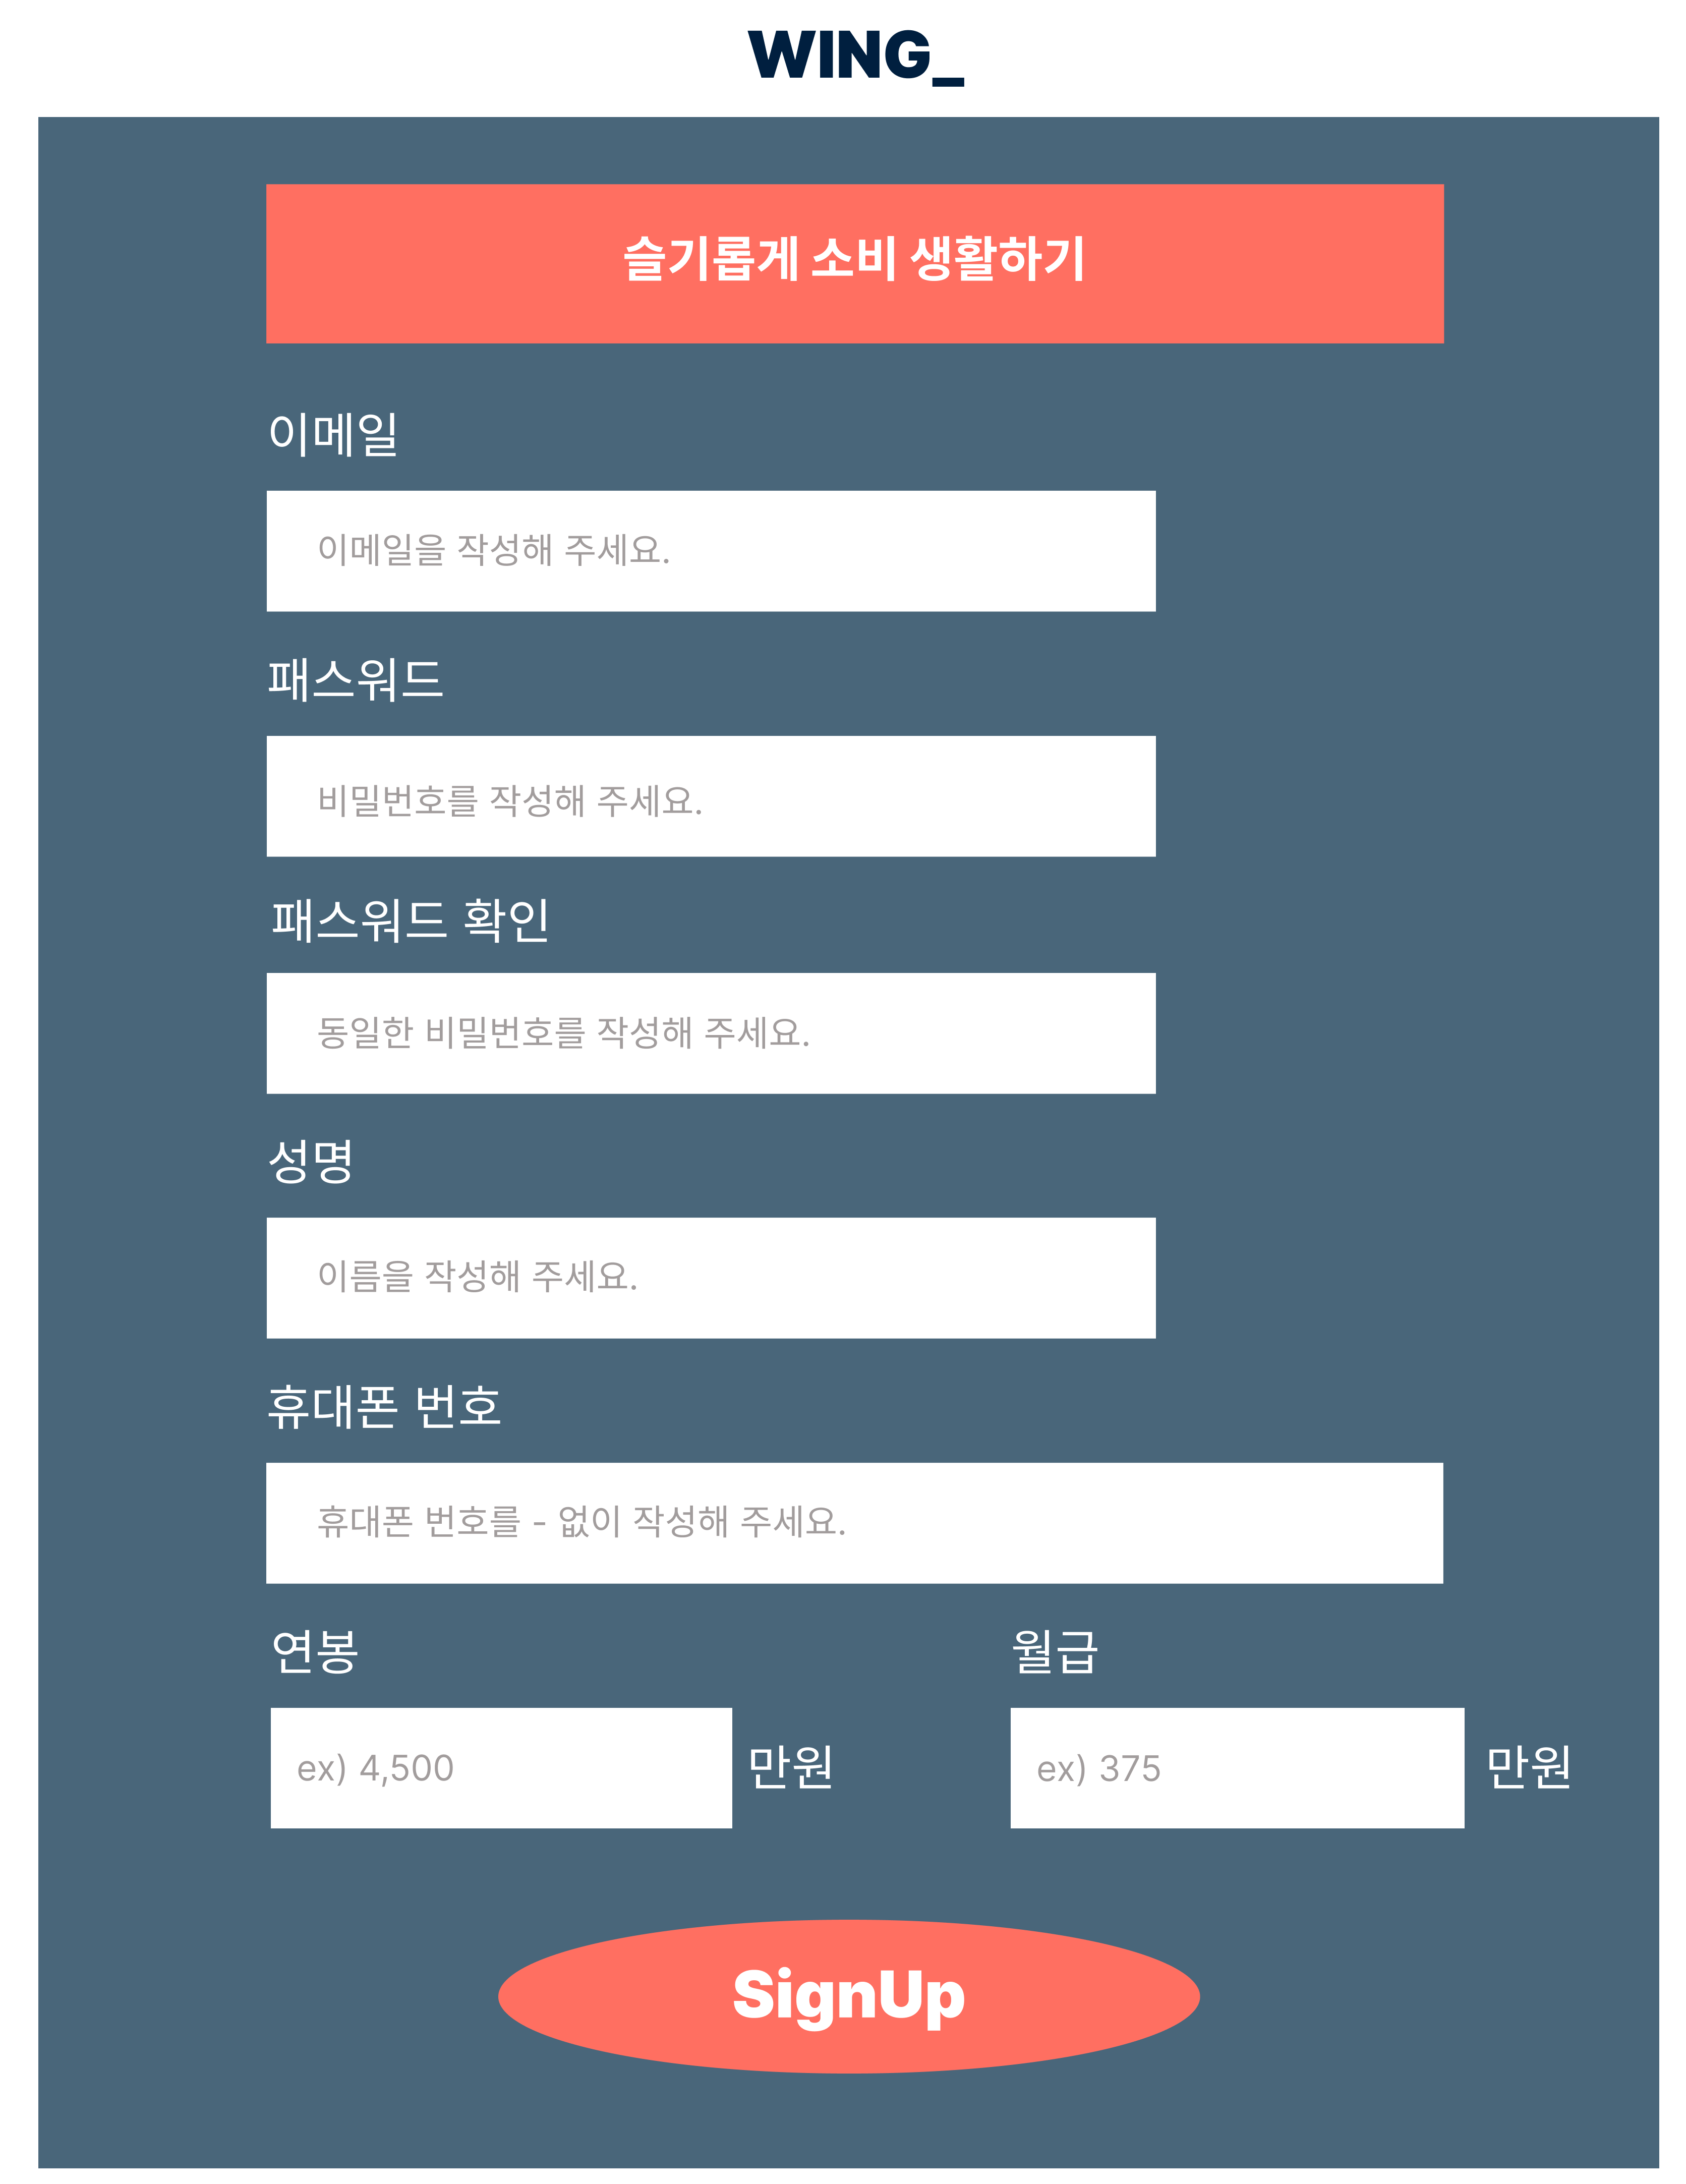 WING_
슬기롭게 소비 생활하기
이메일
이메일을 작성해 주세요.
패스워드
비밀번호를 작성해 주세요.
패스워드 확인
동일한 비밀번호를 작성해 주세요.
성명
이름을 작성해 주세요.
휴대폰 번호
휴대폰 번호를 - 없이 작성해 주세요.
연봉 월급
ex) 4,500 만원 ex) 375 만원
SignUp